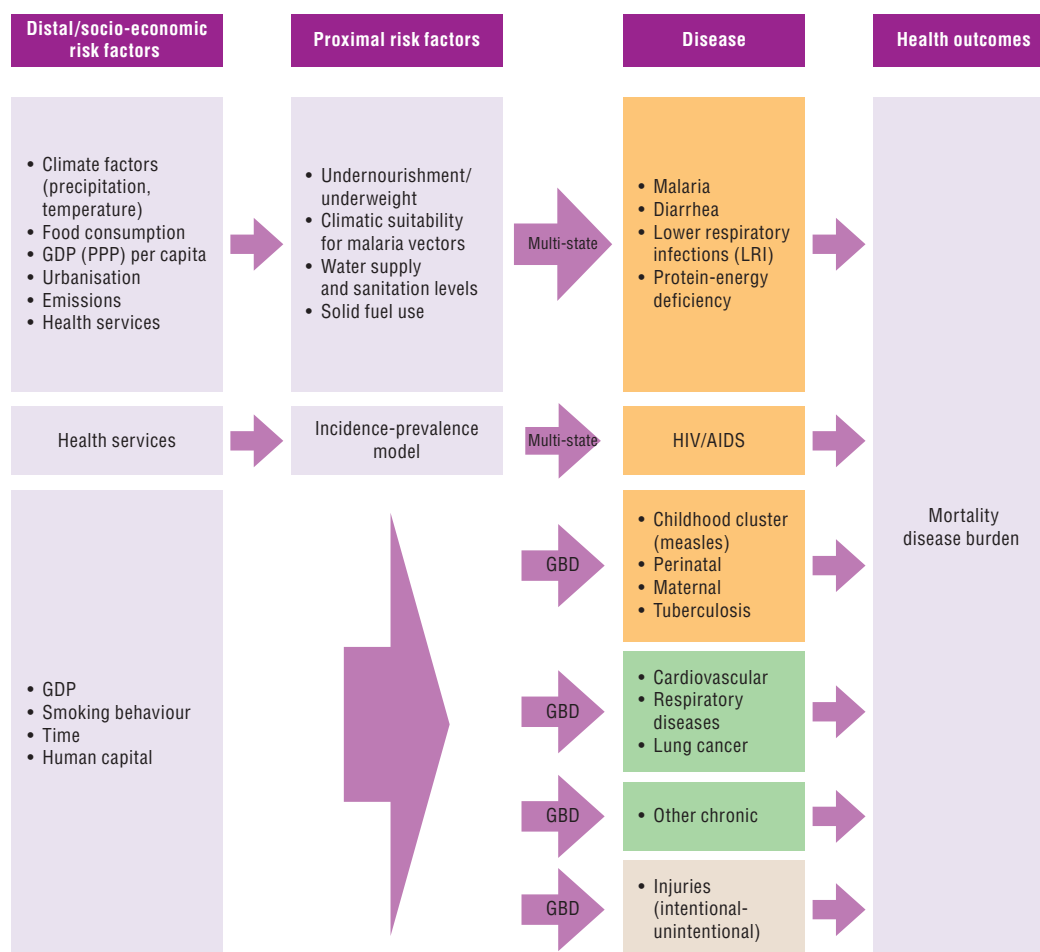 Distal/socio-economic
risk factors
Proximal risk factors
Disease
Health outcomes
• Climate factors
(precipitation,
temperature)
• Food consumption
• GDP (PPP) per capita
• Urbanisation
• Emissions
• Health services
• Undernourishment/
underweight
• Climatic suitability
for malaria vectors
• Water supply
and sanitation levels
• Solid fuel use
Multi-state
• Malaria
• Diarrhea
• Lower respiratory
infections (LRI)
• Protein-energy
deficiency
Health services
Incidence-prevalence
model
Multi-state
HIV/AIDS
• GDP
• Smoking behaviour
• Time
• Human capital
GBD
• Childhood cluster
(measles)
• Perinatal
• Maternal
• Tuberculosis
GBD
• Cardiovascular
• Respiratory
diseases
• Lung cancer
GBD
• Other chronic
GBD
• Injuries
(intentional-
unintentional)
Mortality
disease burden